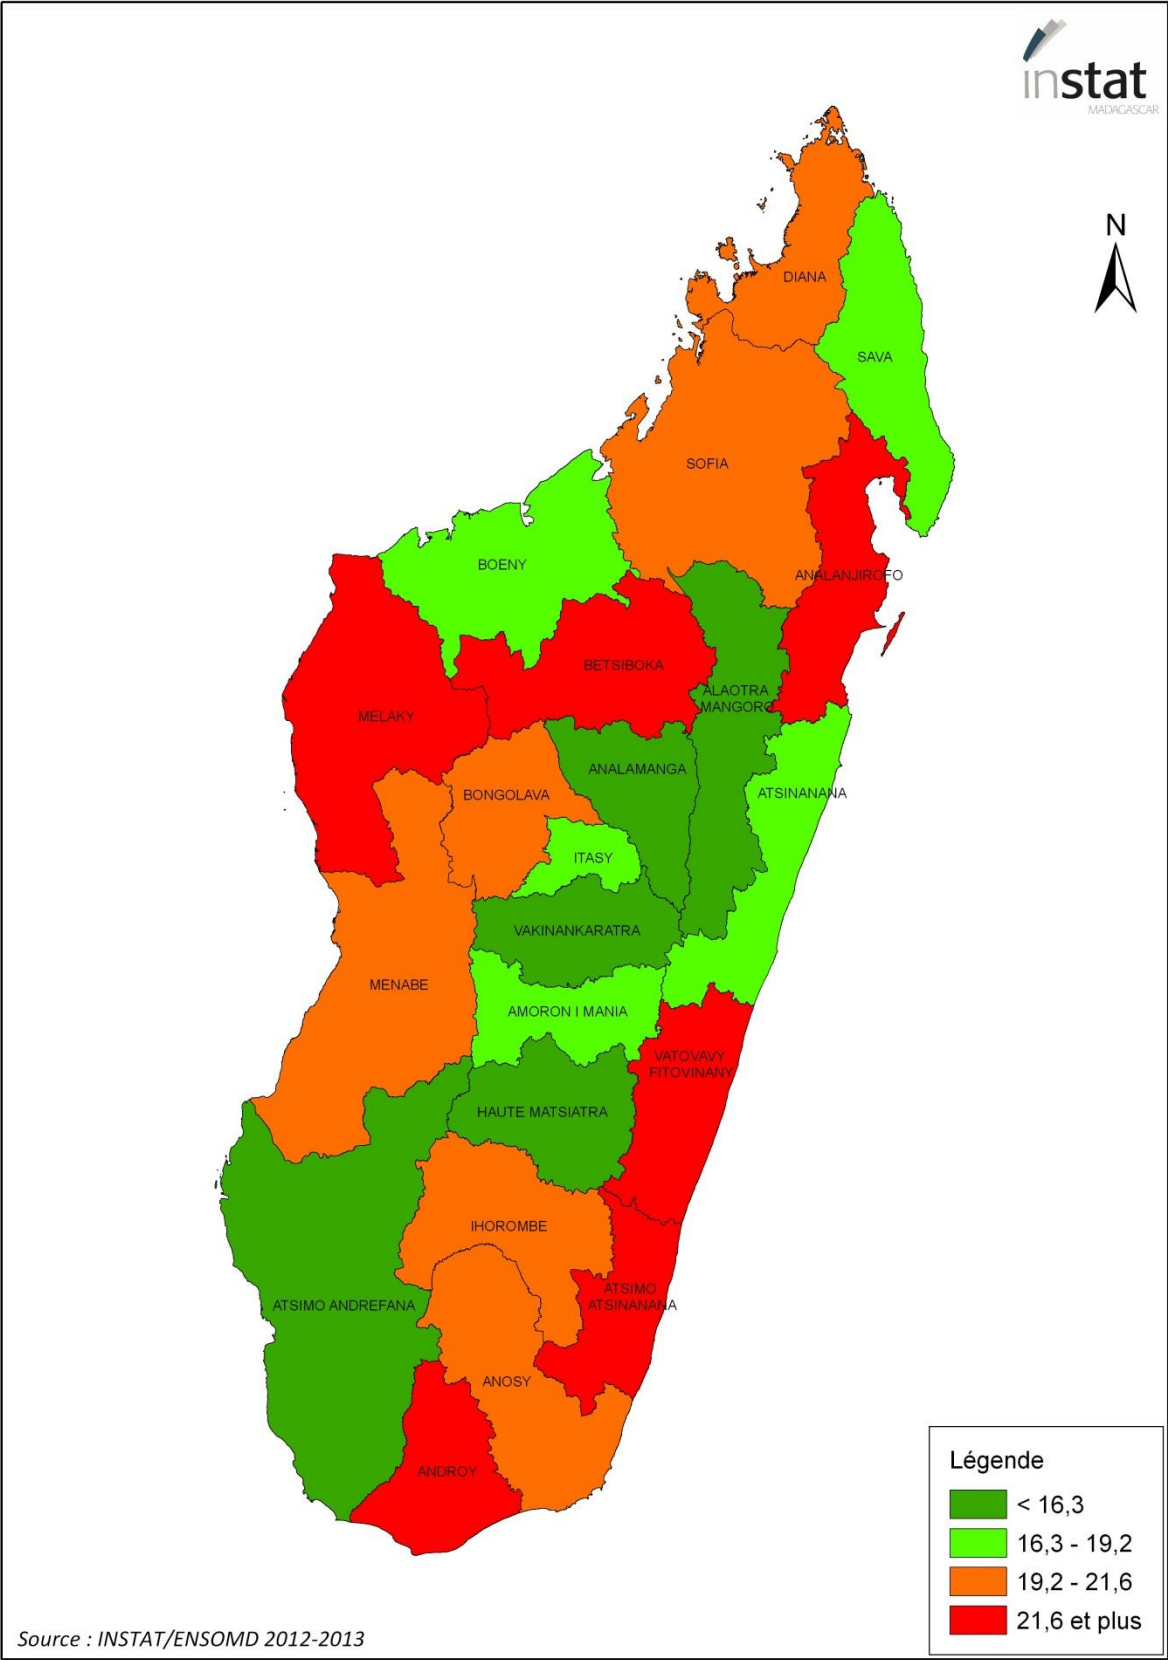 instat
MADAGASCAR
N
DIANA
SAVA
SOFIA
BOENY
ANALANJIROFO
BETSIBOKA
ALAOTRA
MANGORO
MELAKY
ANALAMANGA
BONGOLAVA
ATSINANANA
ITASY
VAKINANKARATRA
MENABE
AMORON I MANIA
VATOVAVY
FITOVINANY
HAUTE MATSIATRA
IHOROMBE
ATSIMO
ATSINANANA
ATSIMO ANDREFANA
ANOSY
ANDROY
Légende
< 16,3
16,3 - 19,2
19,2 - 21,6
21,6 et plus
Source : INSTAT/ENSOMD 2012-2013